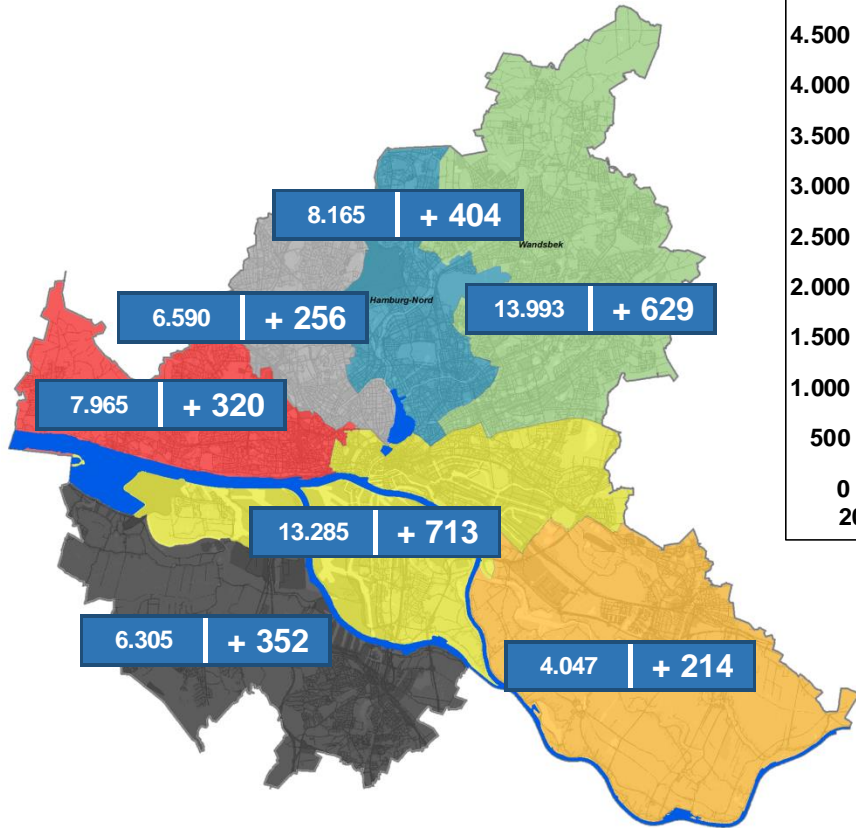 4.500
4.000
3.500
3.000
2.500
2.000
1.500
1.000
500
0
20
8.165 + 404
Wandsbek
Hamburg-Nord
6.590 + 256
13.993 + 629
7.965 + 320
13.285 + 713
6.305 + 352
4.047 + 214